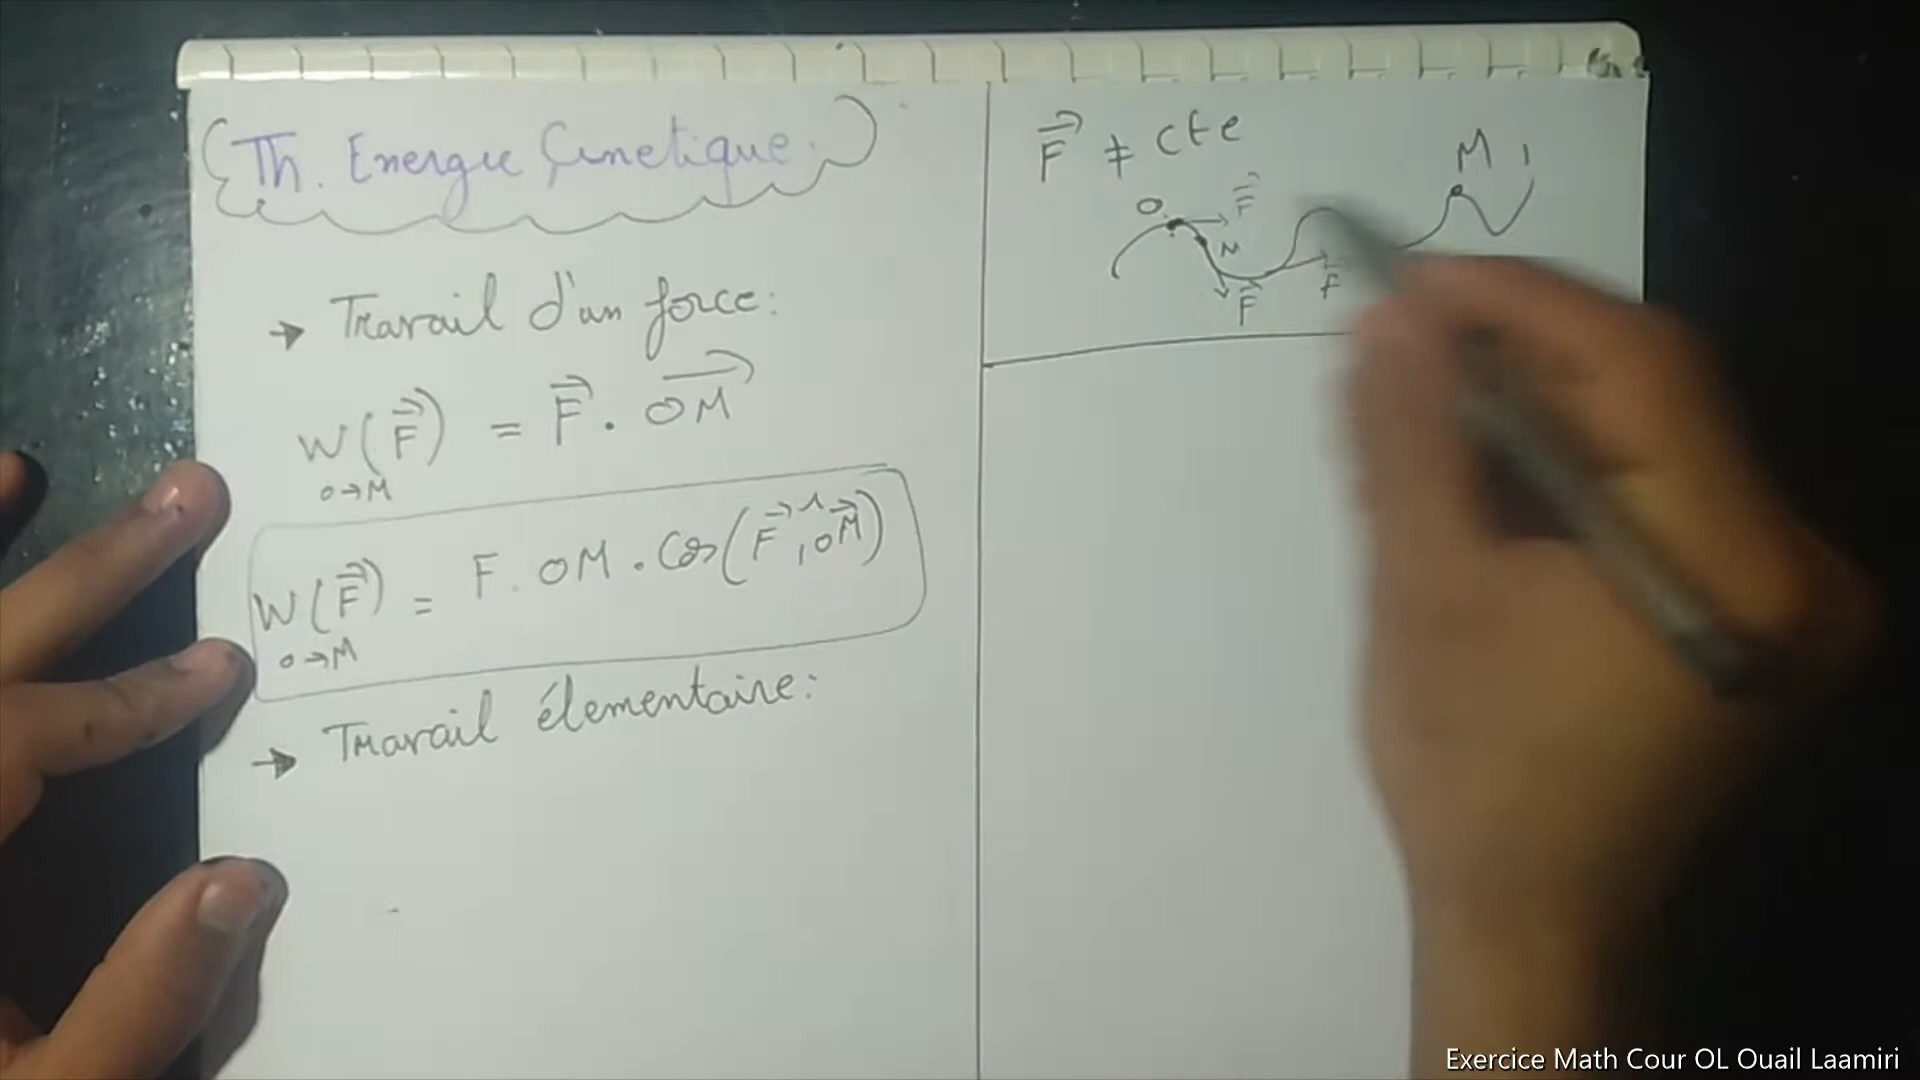 Th. Energie Cinetique.
→ Travail d'un force:
W(F⃗) = F⃗ . OM⃗
o→M
W(F⃗) = F . OM . Cos(F⃗ , OM⃗)
o→M
→ Travail élementaire:
F⃗ ≠ cte
M₁
O
F⃗
M
F⃗
F
Exercice Math Cour OL Ouail Laamiri